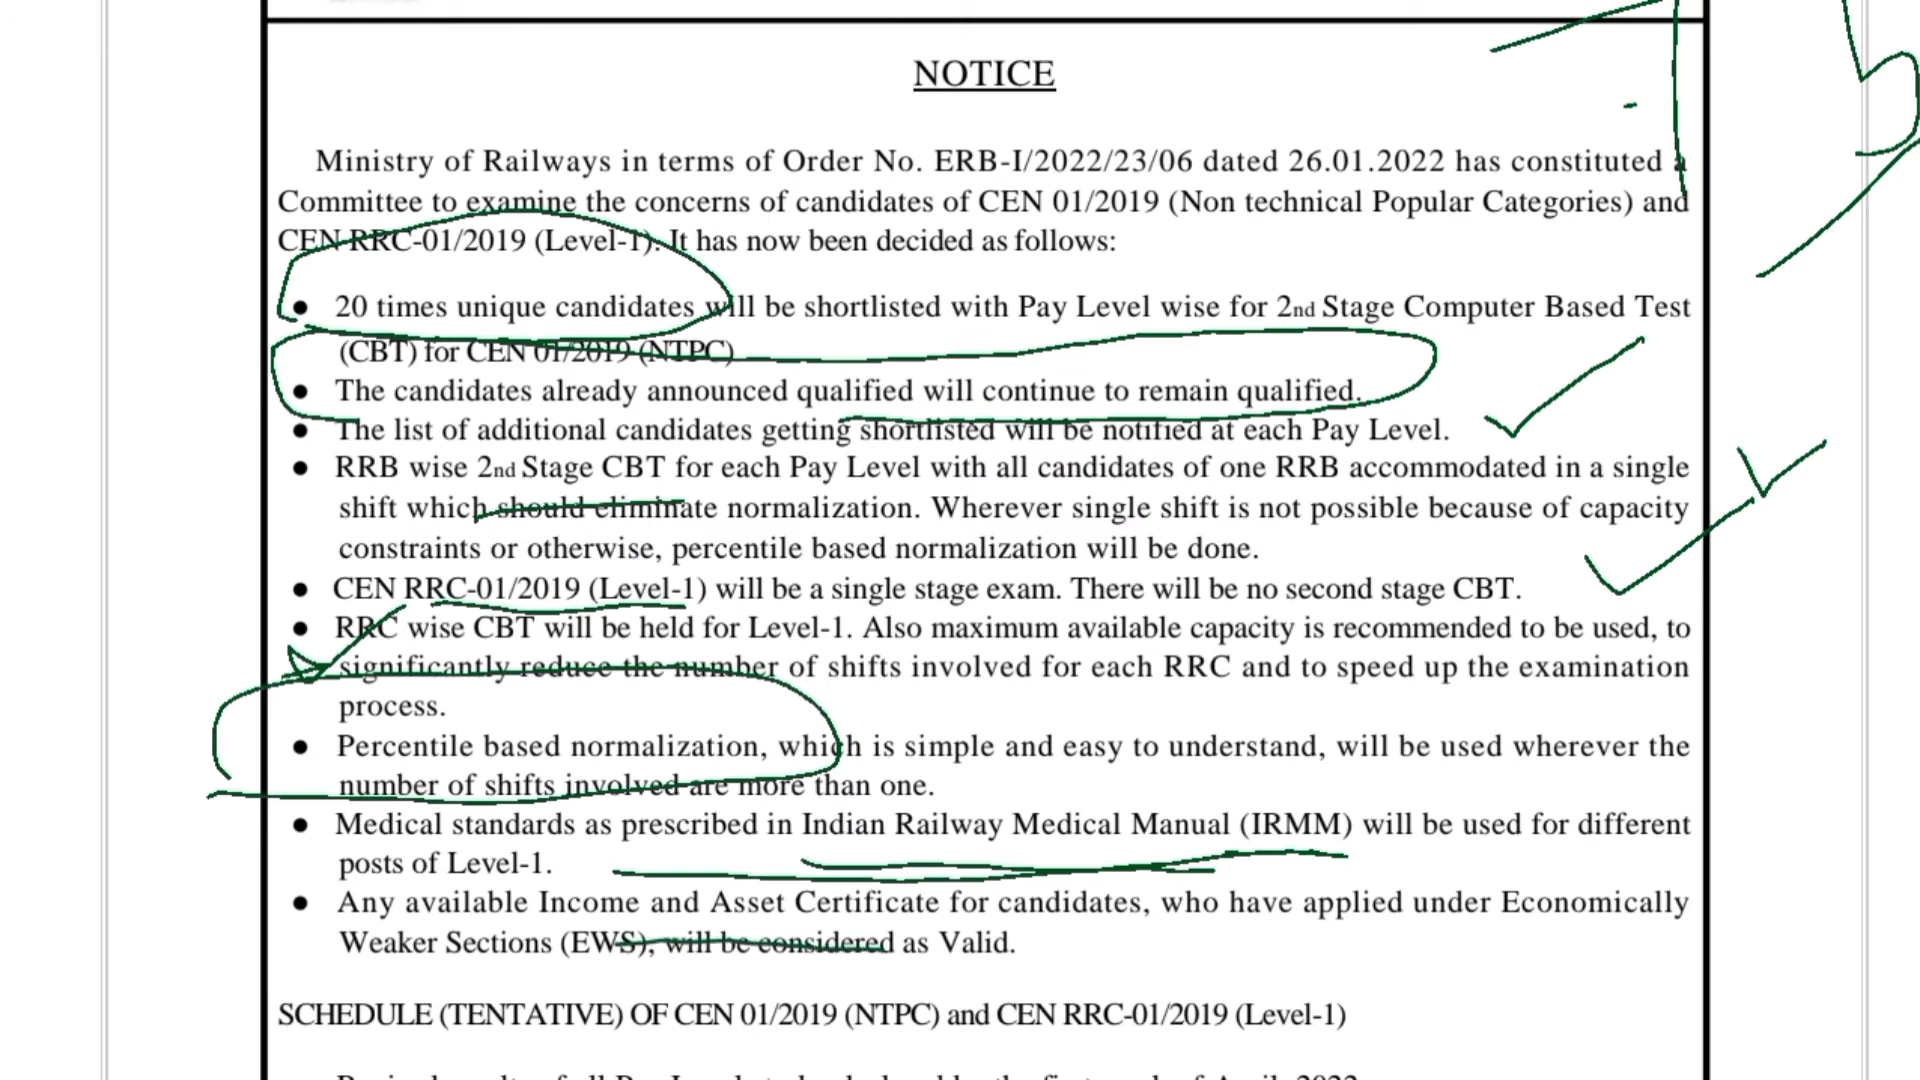 NOTICE
Ministry of Railways in terms of Order No. ERB-I/2022/23/06 dated 26.01.2022 has constituted a
Committee to examine the concerns of candidates of CEN 01/2019 (Non technical Popular Categories) and
CEN RRC-01/2019 (Level-1). It has now been decided as follows:
● 20 times unique candidates will be shortlisted with Pay Level wise for 2nd Stage Computer Based Test
(CBT) for CEN 01/2019 (NTPC)
● The candidates already announced qualified will continue to remain qualified.
● The list of additional candidates getting shortlisted will be notified at each Pay Level.
● RRB wise 2nd Stage CBT for each Pay Level with all candidates of one RRB accommodated in a single
shift which should eliminate normalization. Wherever single shift is not possible because of capacity
constraints or otherwise, percentile based normalization will be done.
● CEN RRC-01/2019 (Level-1) will be a single stage exam. There will be no second stage CBT.
● RRC wise CBT will be held for Level-1. Also maximum available capacity is recommended to be used, to
significantly reduce the number of shifts involved for each RRC and to speed up the examination
process.
● Percentile based normalization, which is simple and easy to understand, will be used wherever the
number of shifts involved are more than one.
● Medical standards as prescribed in Indian Railway Medical Manual (IRMM) will be used for different
posts of Level-1.
● Any available Income and Asset Certificate for candidates, who have applied under Economically
Weaker Sections (EWS), will be considered as Valid.
SCHEDULE (TENTATIVE) OF CEN 01/2019 (NTPC) and CEN RRC-01/2019 (Level-1)